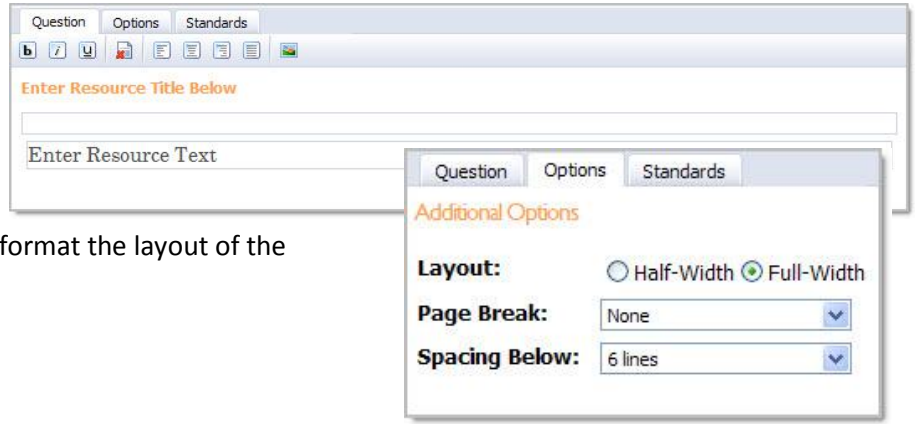 Question Options Standards
b i u
Enter Resource Title Below
Enter Resource Text
Question Options Standards
Additional Options
format the layout of the
Layout: Half-Width Full-Width
Page Break: None
Spacing Below: 6 lines